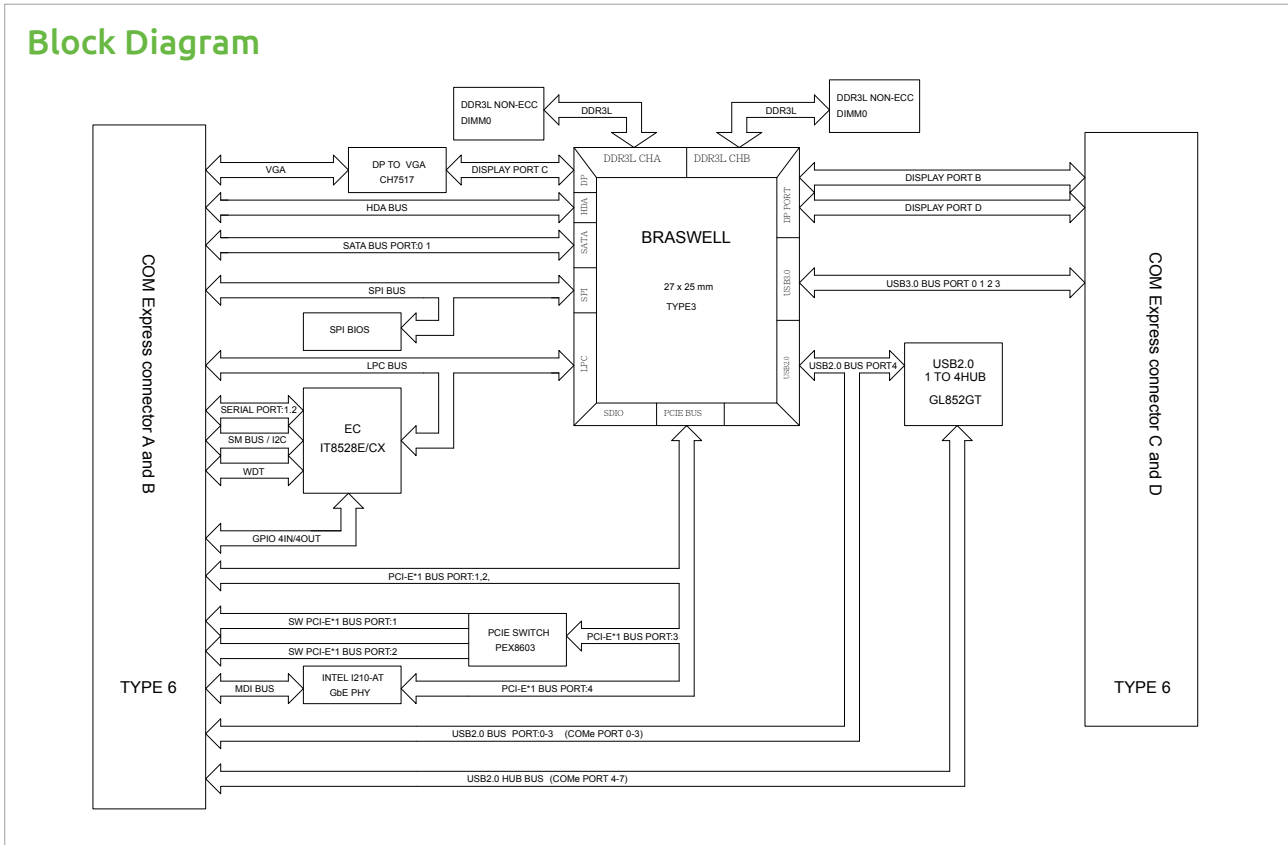 Block Diagram
DDR3L NON-ECC
DIMM0
DDR3L
DDR3L
DDR3L NON-ECC
DIMM0
COM Express connector A and B
TYPE 6
VGA
DP TO VGA
CH7517
DISPLAY PORT C
HDA BUS
SATA BUS PORT:0 1
SPI BUS
SPI BIOS
LPC BUS
SERIAL PORT:1.2
SM BUS / I2C
WDT
EC
IT8528E/CX
GPIO 4IN/4OUT
DDR3L CHA
DDR3L CHB
DP
HDA
SATA
SPI
LPC
BRASWELL
27 x 25 mm
TYPE3
DP PORT
USB3.0
USB2.0
SDIO
PCIE BUS
DISPLAY PORT B
DISPLAY PORT D
USB3.0 BUS PORT 0 1 2 3
USB2.0 BUS PORT4
USB2.0
1 TO 4HUB
GL852GT
COM Express connector C and D
TYPE 6
PCI-E*1 BUS PORT:1,2,
SW PCI-E*1 BUS PORT:1
SW PCI-E*1 BUS PORT:2
PCIE SWITCH
PEX8603
PCI-E*1 BUS PORT:3
MDI BUS
INTEL I210-AT
GbE PHY
PCI-E*1 BUS PORT:4
USB2.0 BUS PORT:0-3 (COMe PORT 0-3)
USB2.0 HUB BUS (COMe PORT 4-7)